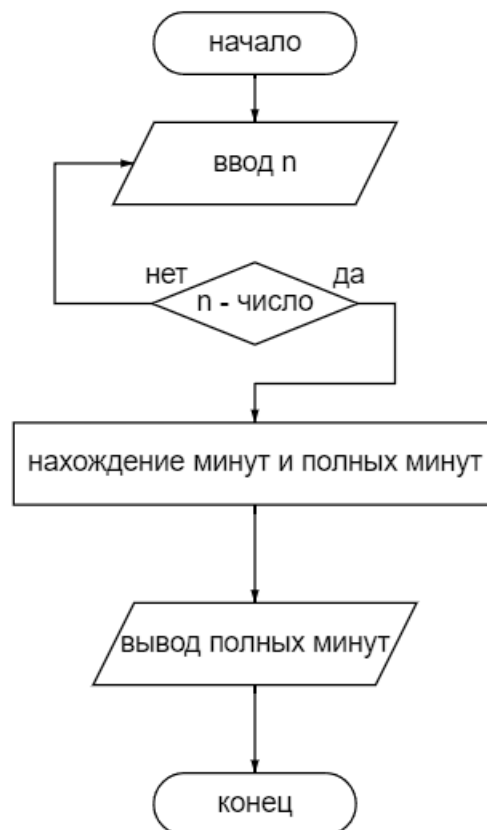 начало
ввод n
нет
да
n - число
нахождение минут и полных минут
вывод полных минут
конец